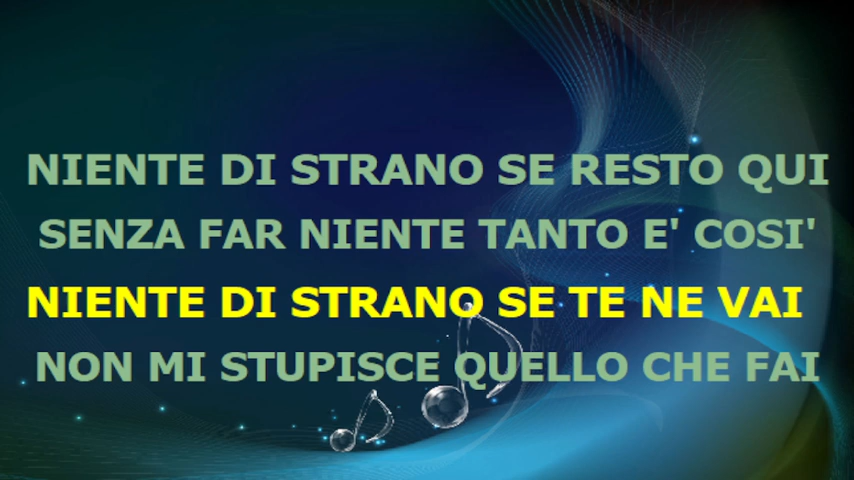 NIENTE DI STRANO SE RESTO QUI
SENZA FAR NIENTE TANTO E' COSI'
NIENTE DI STRANO SE TE NE VAI
NON MI STUPISCE QUELLO CHE FAI